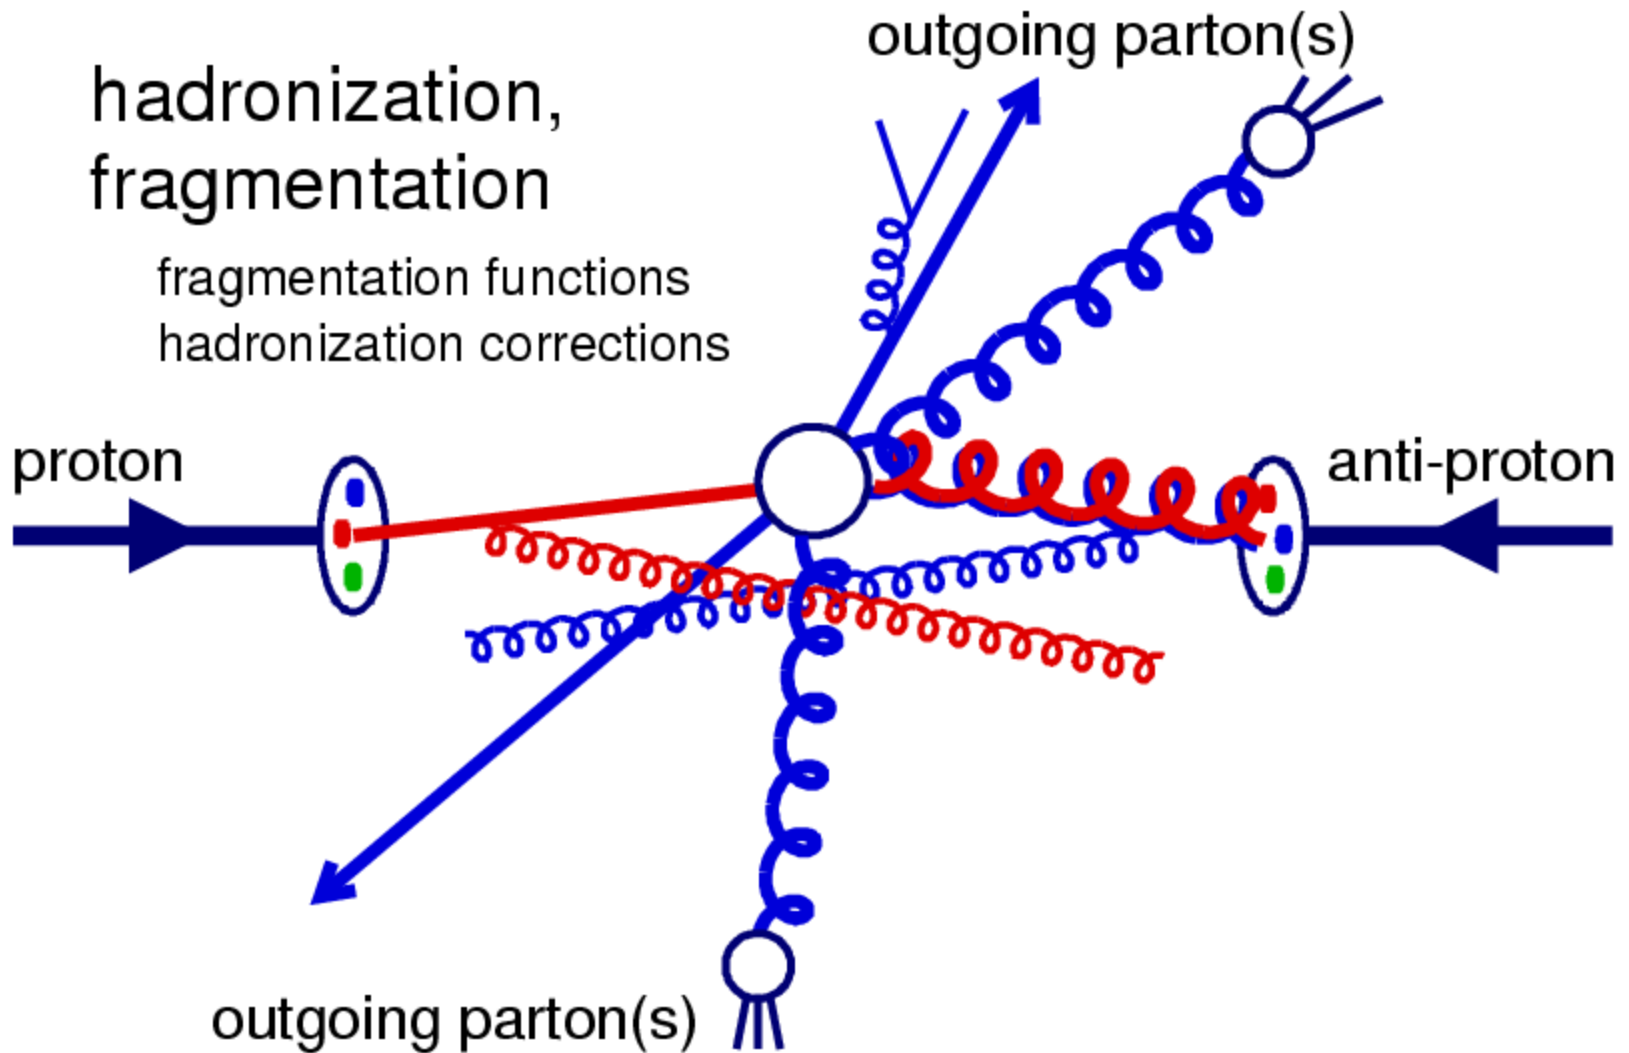 outgoing parton(s)
hadronization,
fragmentation
fragmentation functions
hadronization corrections
proton
anti-proton
outgoing parton(s)